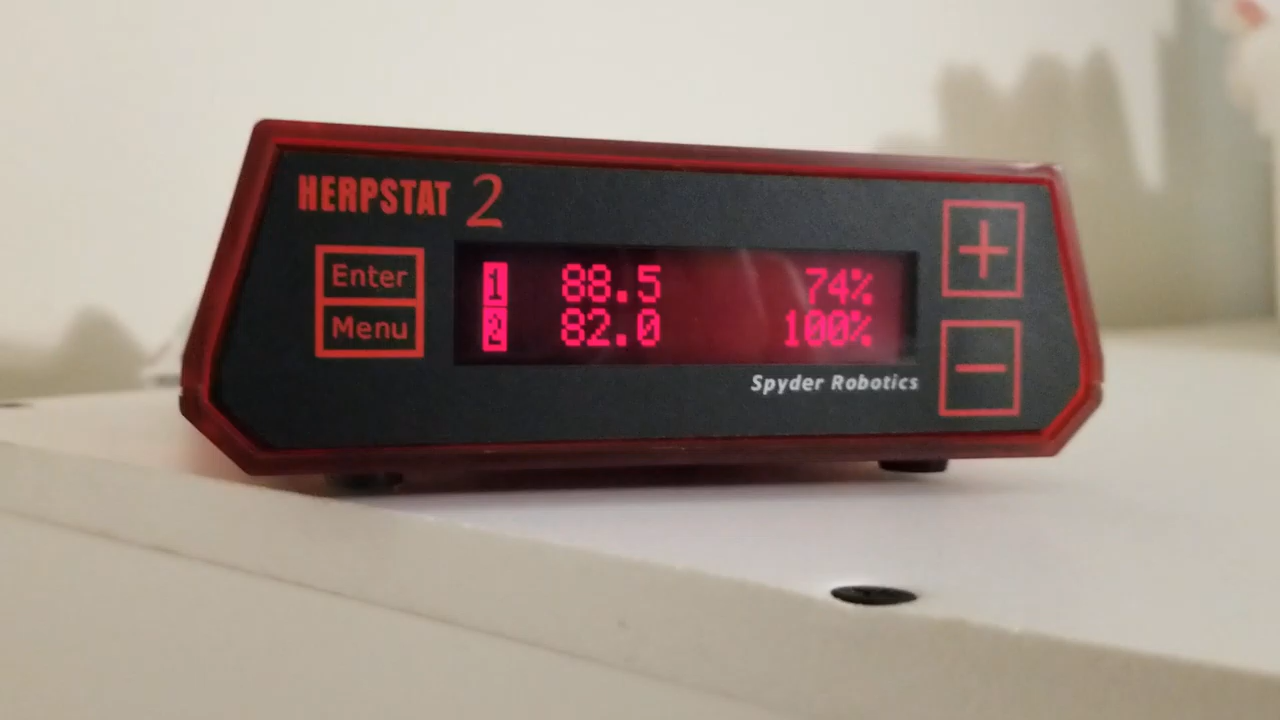 HERPSTAT 2
Enter
Menu
1 88.5 74%
2 82.0 100%
Spyder Robotics
+
−